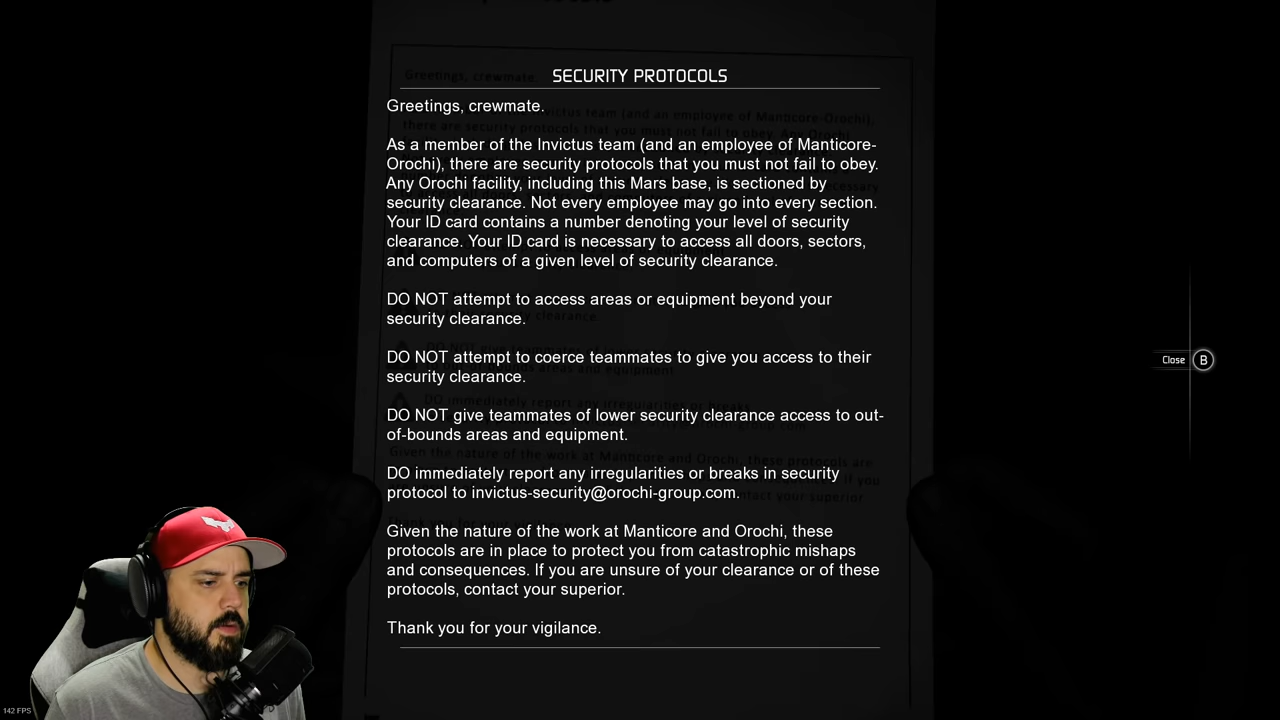 SECURITY PROTOCOLS
Greetings, crewmate.
As a member of the Invictus team (and an employee of Manticore-
Orochi), there are security protocols that you must not fail to obey.
Any Orochi facility, including this Mars base, is sectioned by
security clearance. Not every employee may go into every section.
Your ID card contains a number denoting your level of security
clearance. Your ID card is necessary to access all doors, sectors,
and computers of a given level of security clearance.
DO NOT attempt to access areas or equipment beyond your
security clearance.
DO NOT attempt to coerce teammates to give you access to their
security clearance.
DO NOT give teammates of lower security clearance access to out-
of-bounds areas and equipment.
DO immediately report any irregularities or breaks in security
protocol to invictus-security@orochi-group.com.
Given the nature of the work at Manticore and Orochi, these
protocols are in place to protect you from catastrophic mishaps
and consequences. If you are unsure of your clearance or of these
protocols, contact your superior.
Thank you for your vigilance.
Close B
142 FPS